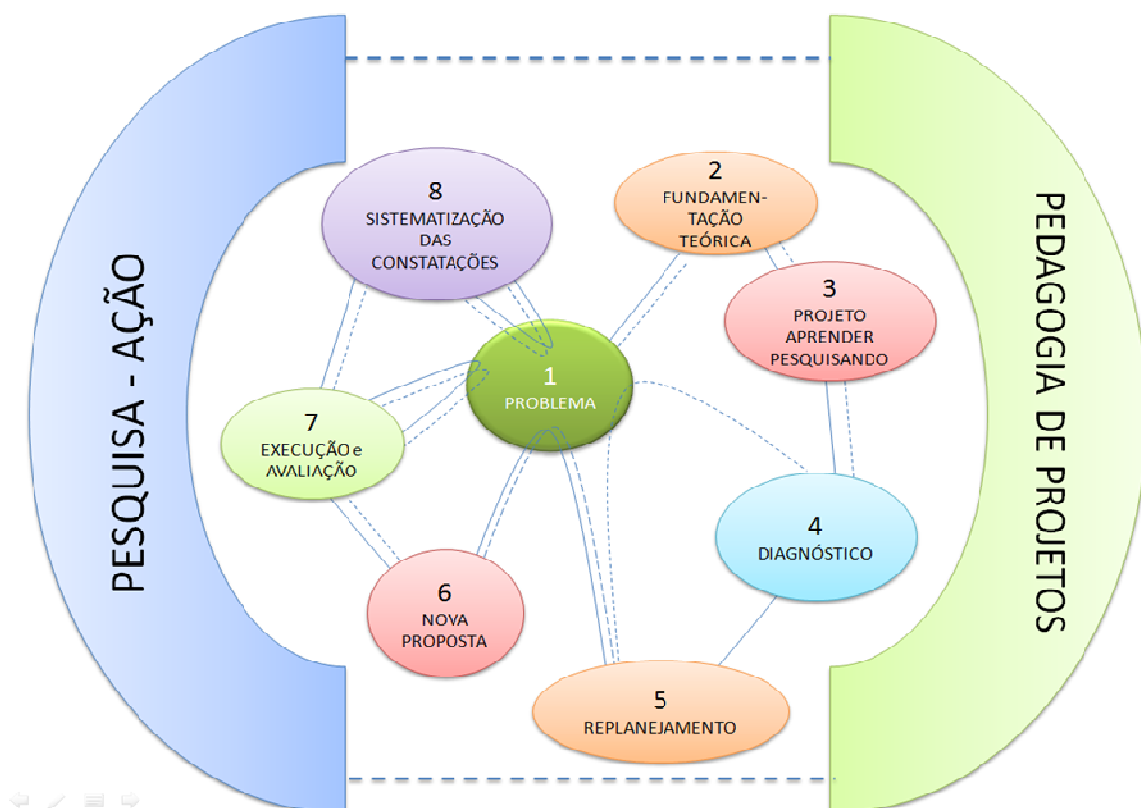 PESQUISA - AÇÃO
8
SISTEMATIZAÇÃO
DAS
CONSTATAÇÕES
2
FUNDAMEN-
TAÇÃO
TEÓRICA
3
PROJETO
APRENDER
PESQUISANDO
1
PROBLEMA
7
EXECUÇÃO e
AVALIAÇÃO
4
DIAGNÓSTICO
6
NOVA
PROPOSTA
5
REPLANEJAMENTO
PEDAGOGIA DE PROJETOS